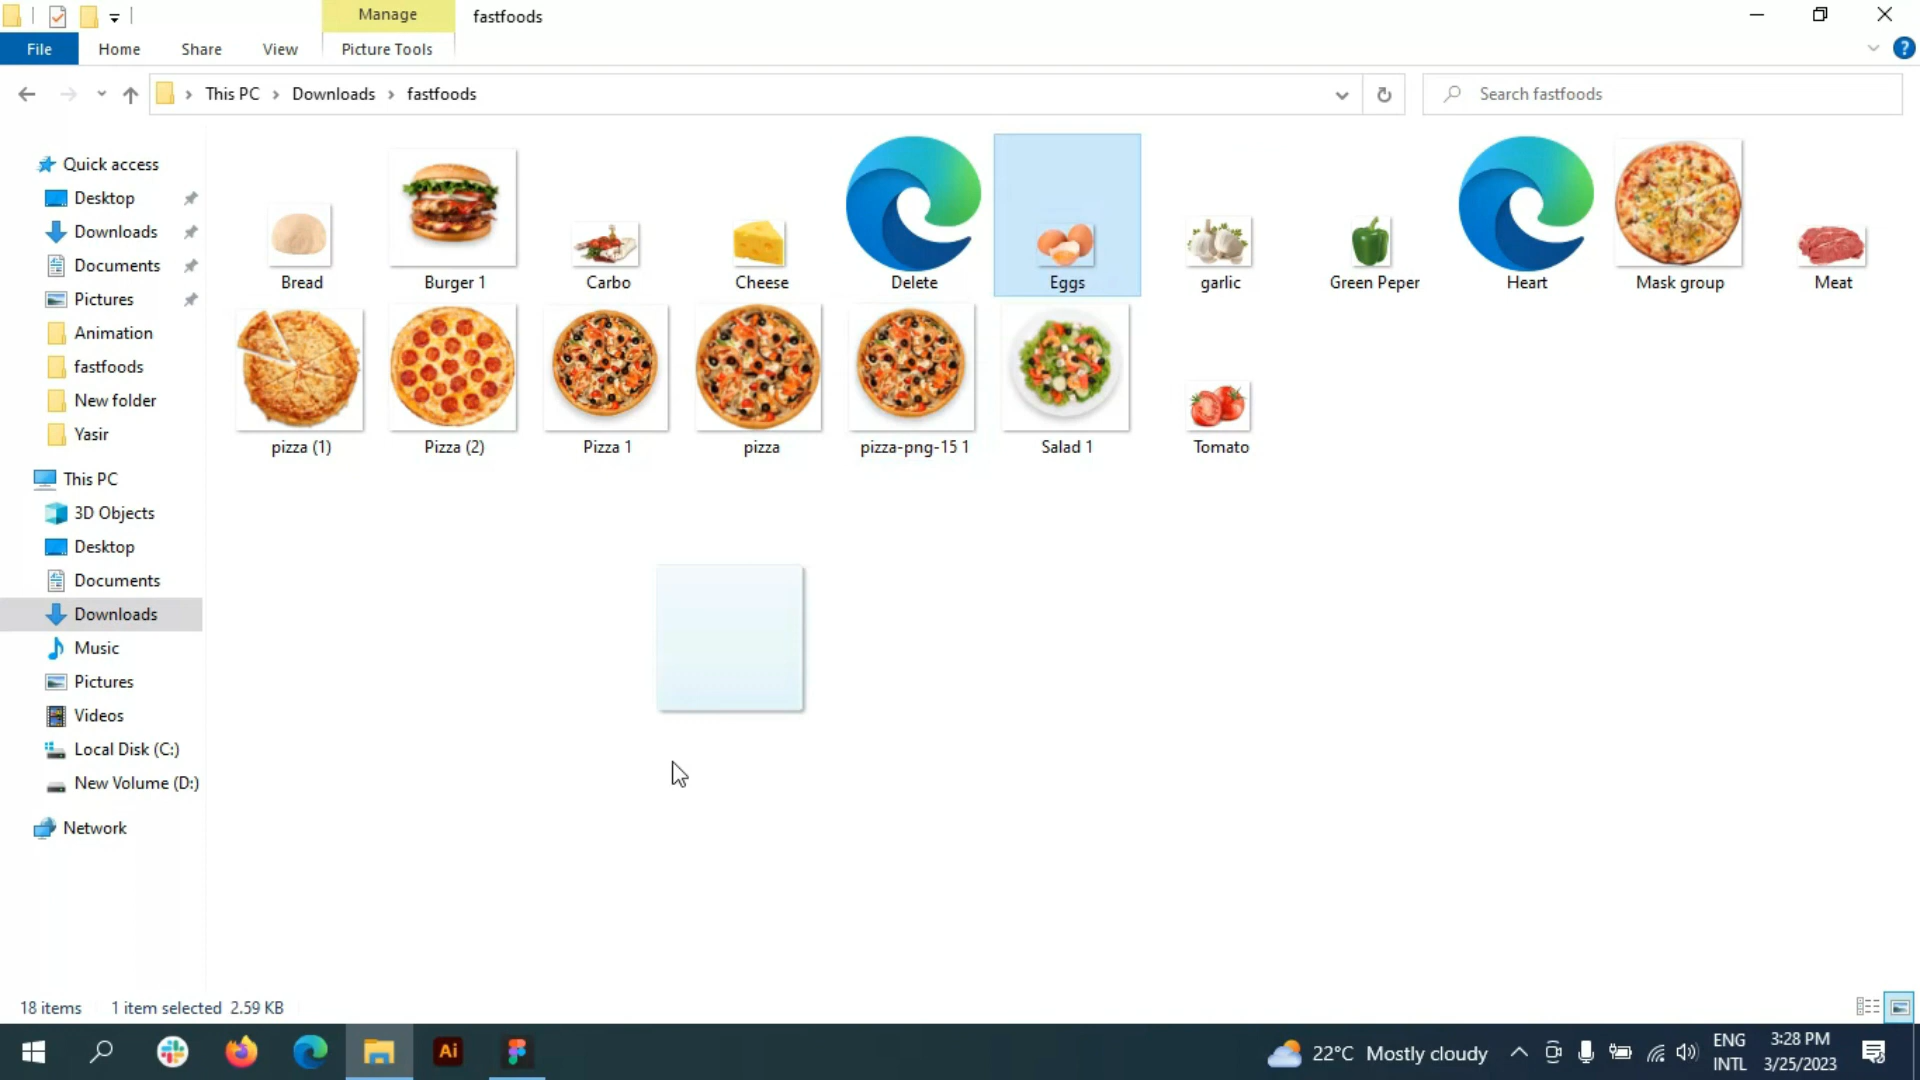 Manage
fastfoods
File
Home
Share
View
Picture Tools
?
This PC
Downloads
fastfoods
Search fastfoods
Quick access
Desktop
Downloads
Documents
Pictures
Animation
fastfoods
New folder
Yasir
This PC
3D Objects
Desktop
Documents
Downloads
Music
Pictures
Videos
Local Disk (C:)
New Volume (D:)
Network
Bread
Burger 1
Carbo
Cheese
Delete
Eggs
garlic
Green Peper
Heart
Mask group
Meat
pizza (1)
Pizza (2)
Pizza 1
pizza
pizza-png-15 1
Salad 1
Tomato
18 items
1 item selected 2.59 KB
Ai
22°C Mostly cloudy
ENG
INTL
3:28 PM
3/25/2023